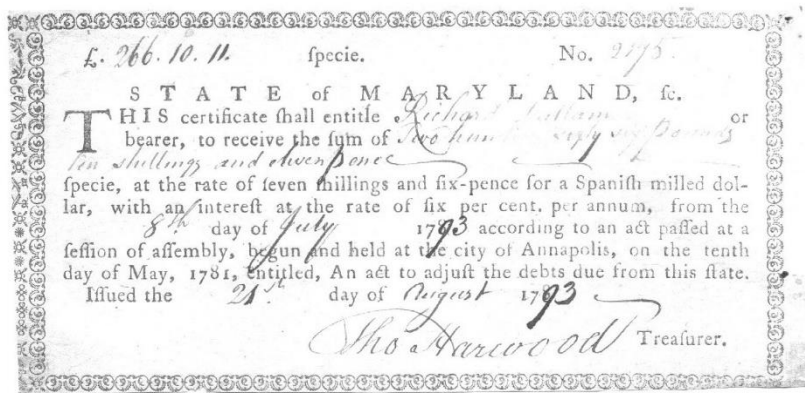 £. 266. 10. 11. ſpecie. No.
STATE of MARYLAND, ſc.
THIS certificate ſhall entitle Richard or
bearer, to receive the ſum of Two ſixty six pounds
ten shillings and eleven pence
ſpecie, at the rate of ſeven ſhillings and ſix-pence for a Spaniſh milled dol-
lar, with an intereſt at the rate of ſix per cent. per annum, from the
8th day of July 1793 according to an act paſſed at a
ſeſſion of aſſembly, begun and held at the city of Annapolis, on the tenth
day of May, 1781, entitled, An act to adjuſt the debts due from this ſtate.
Iſſued the 21st day of August 1793
Tho Harwood Treaſurer.